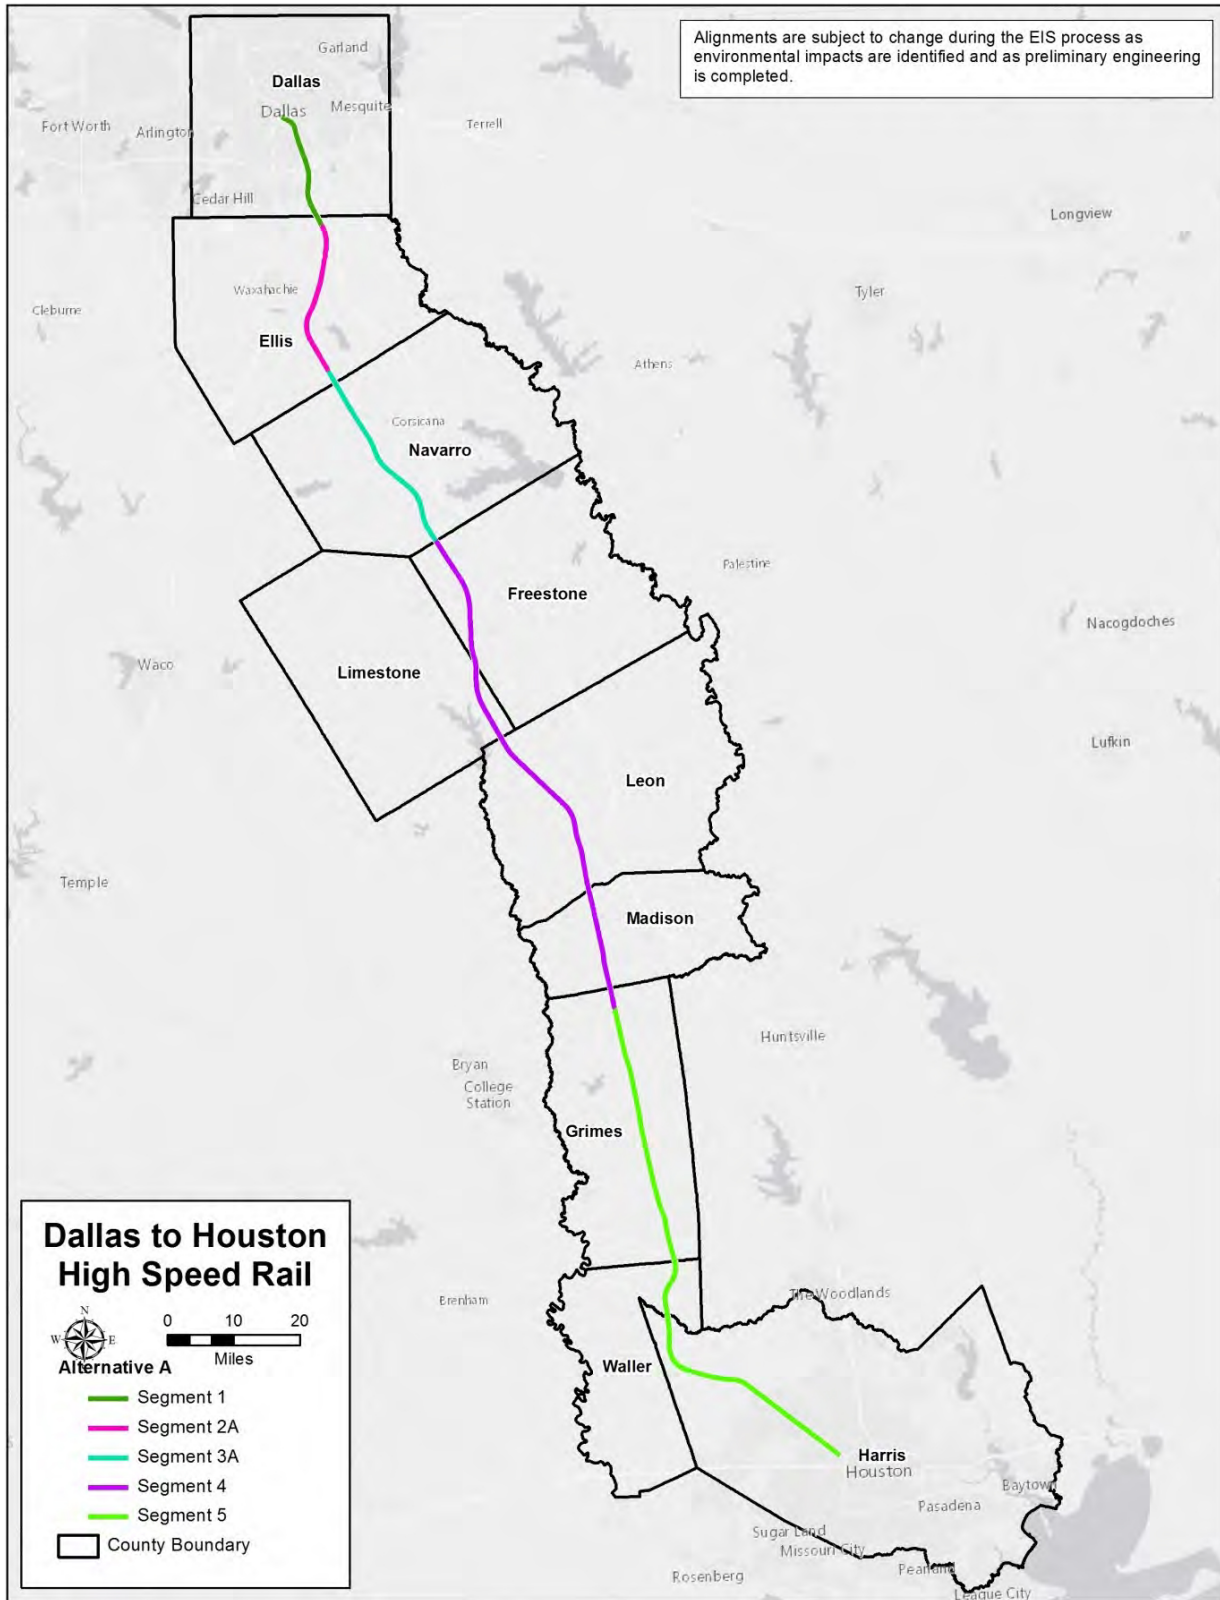 Alignments are subject to change during the EIS process as
environmental impacts are identified and as preliminary engineering
is completed.
Garland
Dallas
Dallas
Mesquite
Fort Worth
Arlington
Terrell
Cedar Hill
Longview
Waxahachie
Tyler
Cleburne
Ellis
Athens
Corsicana
Navarro
Palestine
Freestone
Nacogdoches
Waco
Limestone
Lufkin
Leon
Temple
Madison
Huntsville
Bryan
College
Station
Grimes
The Woodlands
Brenham
Waller
Harris
Houston
Baytown
Pasadena
Sugar Land
Missouri City
Pearland
Rosenberg
League City
Dallas to Houston
High Speed Rail
N
W E
S
0 10 20
Miles
Alternative A
Segment 1
Segment 2A
Segment 3A
Segment 4
Segment 5
County Boundary